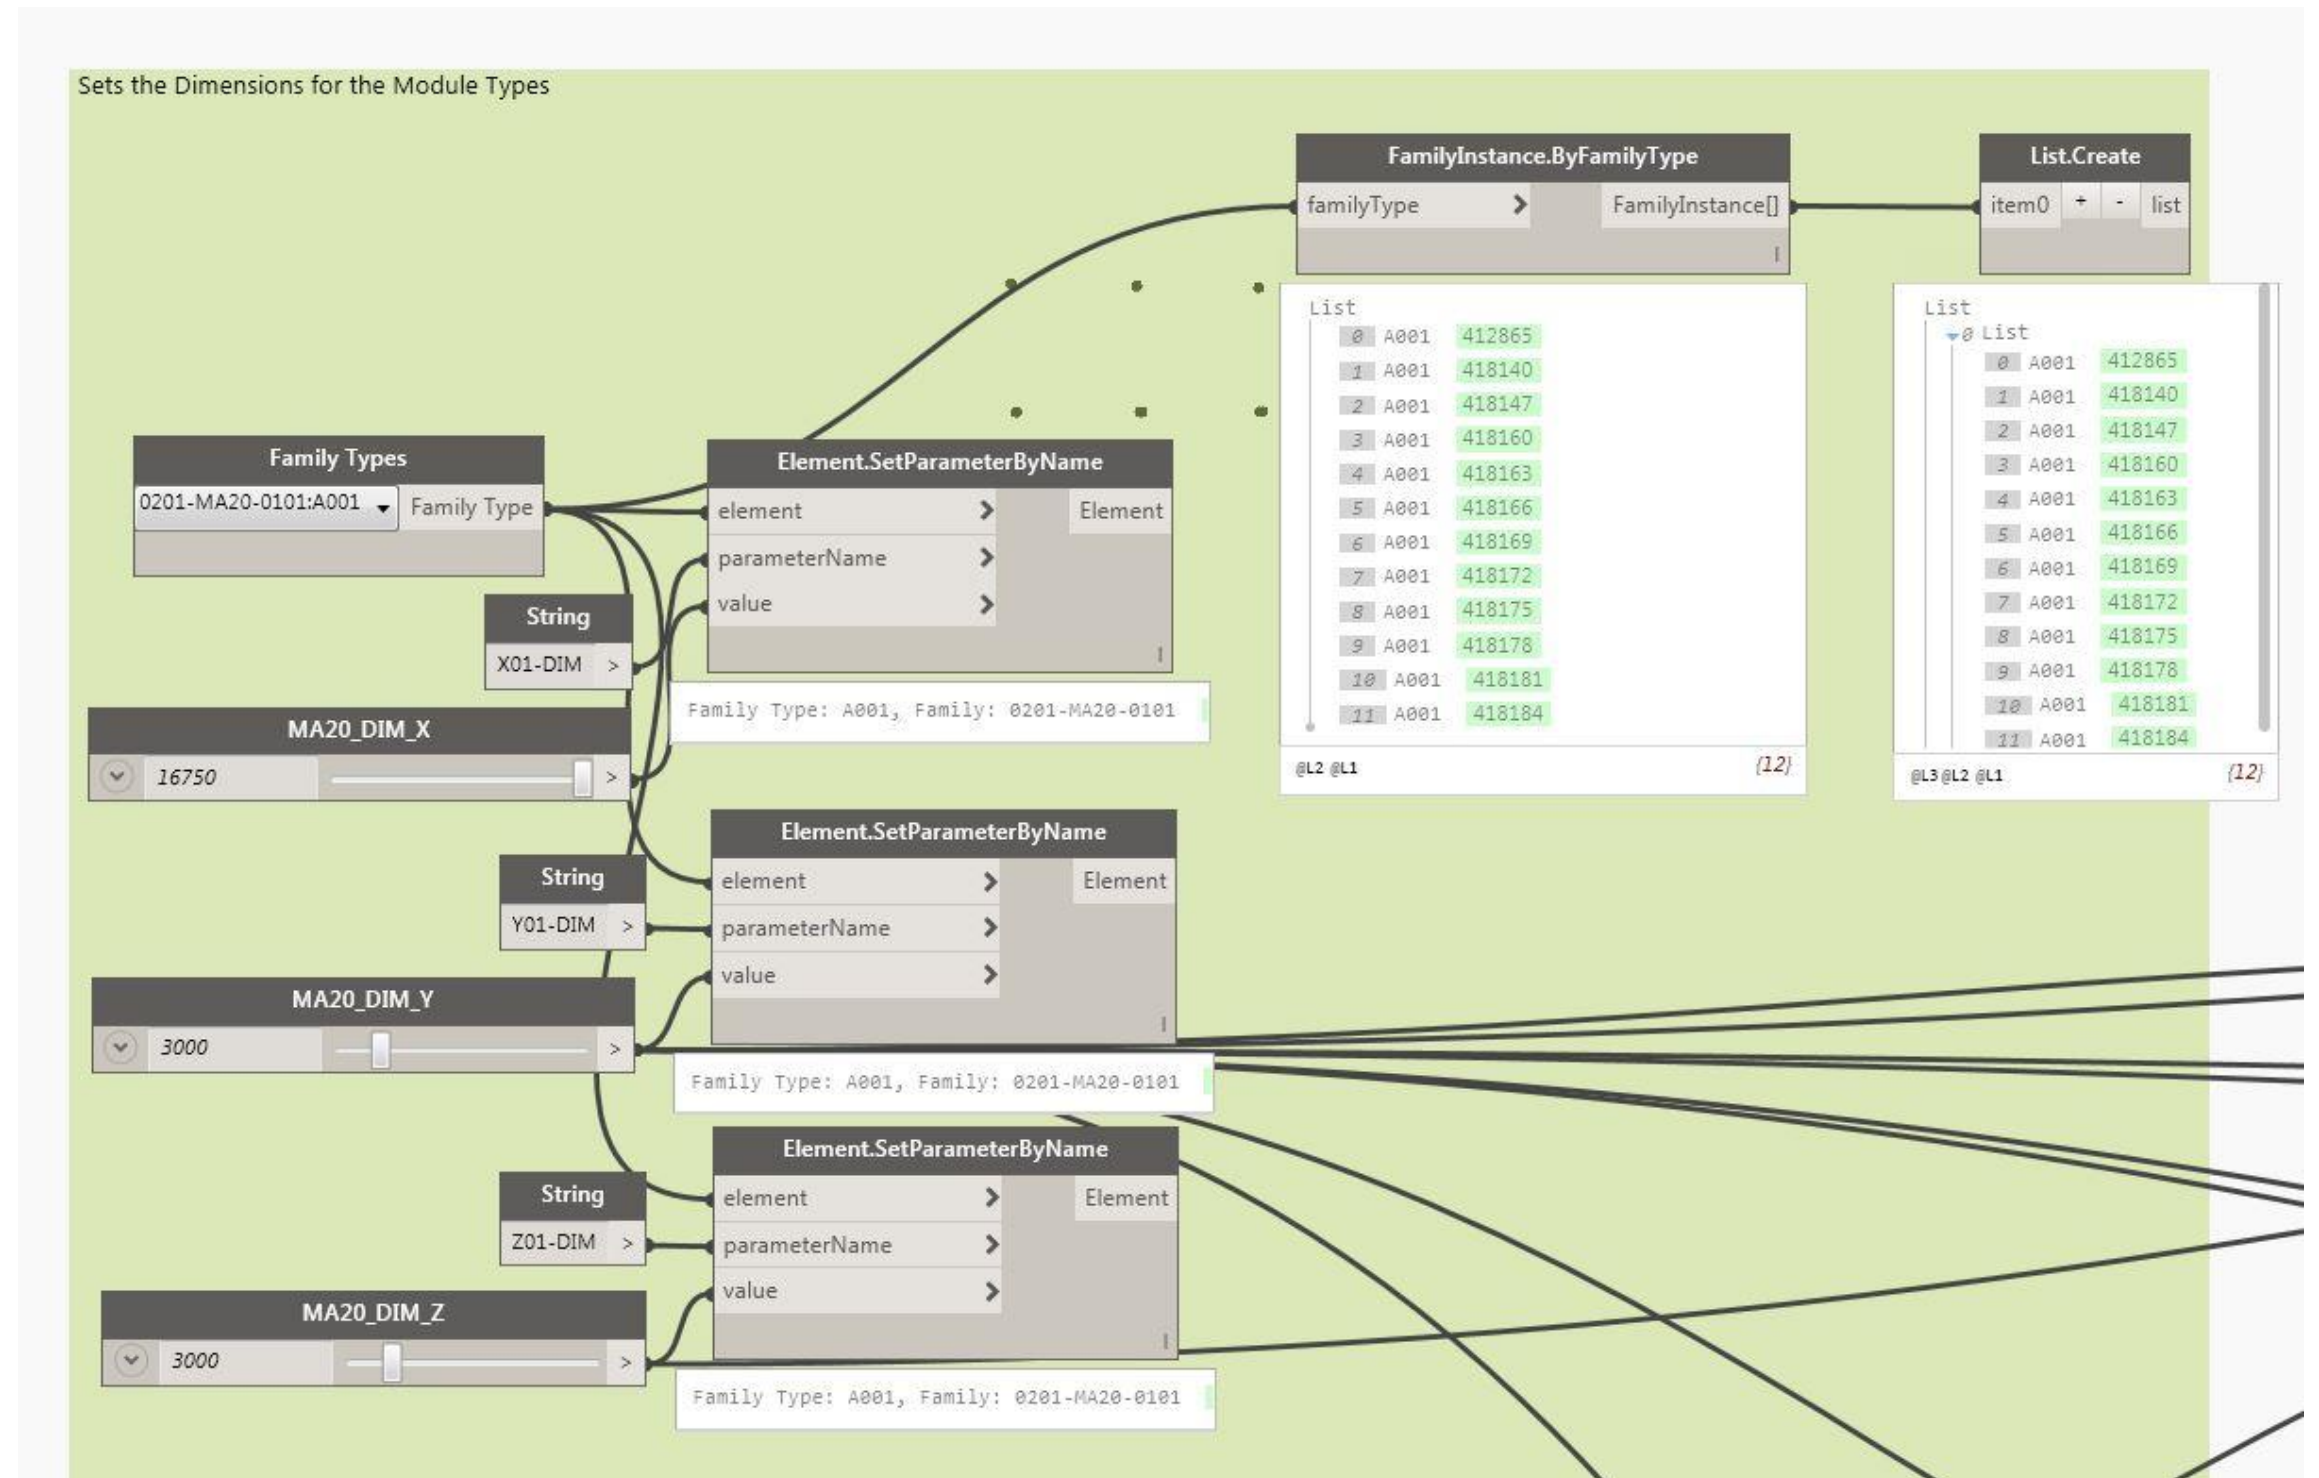 Sets the Dimensions for the Module Types
FamilyInstance.ByFamilyType
familyType > FamilyInstance[]
List
0 A001 412865
1 A001 418140
2 A001 418147
3 A001 418160
4 A001 418163
5 A001 418166
6 A001 418169
7 A001 418172
8 A001 418175
9 A001 418178
10 A001 418181
11 A001 418184
@L2 @L1 {12}
List.Create
item0 + - list
List
0 List
0 A001 412865
1 A001 418140
2 A001 418147
3 A001 418160
4 A001 418163
5 A001 418166
6 A001 418169
7 A001 418172
8 A001 418175
9 A001 418178
10 A001 418181
11 A001 418184
@L3 @L2 @L1 {12}
Family Types
0201-MA20-0101:A001 Family Type
Element.SetParameterByName
element > Element
parameterName >
value >
Family Type: A001, Family: 0201-MA20-0101
String
X01-DIM >
MA20_DIM_X
16750 >
Element.SetParameterByName
element > Element
parameterName >
value >
Family Type: A001, Family: 0201-MA20-0101
String
Y01-DIM >
MA20_DIM_Y
3000 >
Element.SetParameterByName
element > Element
parameterName >
value >
Family Type: A001, Family: 0201-MA20-0101
String
Z01-DIM >
MA20_DIM_Z
3000 >